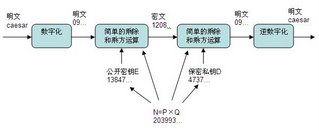 明文
caesar
数字化
明文
09...
简单的乘除
和乘方运算
密文
1208..
简单的乘除
和乘方运算
明文
09...
逆数字化
明文
caesar
公开密钥E
13847...
保密私钥D
4737...
N=P×Q
203993...